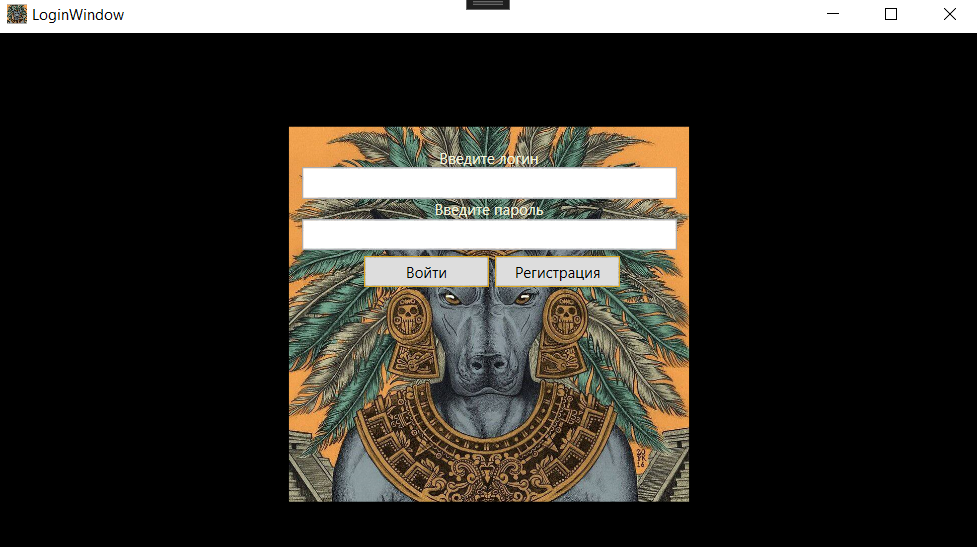 LoginWindow
Введите логин
Введите пароль
Войти
Регистрация